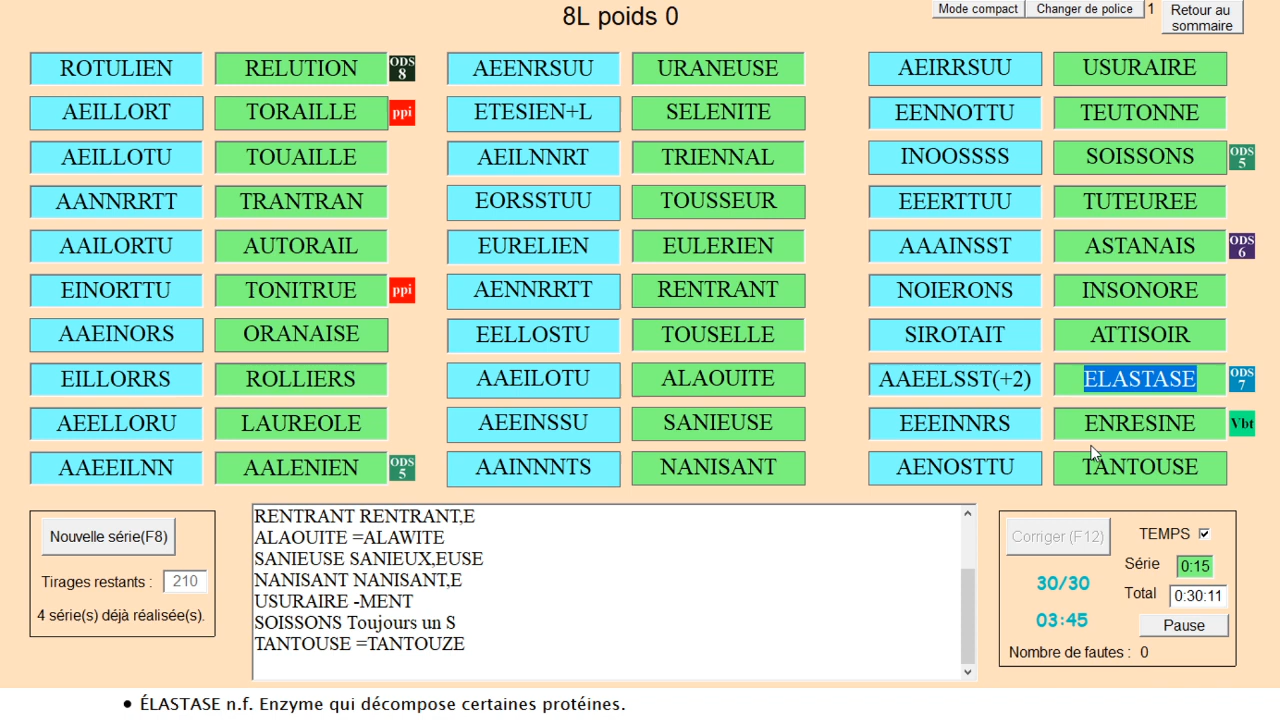 8L poids 0
Mode compact Changer de police 1 Retour au sommaire
ROTULIEN RELUTION ODS 8 AEENRSUU URANEUSE AEIRRSUU USURAIRE
AEILLORT TORAILLE ppi ETESIEN+L SELENITE EENNOTTU TEUTONNE
AEILLOTU TOUAILLE AEILNNRT TRIENNAL INOOSSSS SOISSONS ODS 5
AANNRRTT TRANTRAN EORSSTUU TOUSSEUR EEERTTUU TUTEUREE
AAILORTU AUTORAIL EURELIEN EULERIEN AAAINSST ASTANAIS ODS 6
EINORTTU TONITRUE ppi AENNRRTT RENTRANT NOIERONS INSONORE
AAEINORS ORANAISE EELLOSTU TOUSELLE SIROTAIT ATTISOIR
EILLORRS ROLLIERS AAEILOTU ALAOUITE AAEELSST(+2) ELASTASE ODS 7
AEELLORU LAUREOLE AEEINSSU SANIEUSE EEEINNRS ENRESINE Vbt
AAEEILNN AALENIEN ODS 5 AAINNNTS NANISANT AENOSTTU TANTOUSE
Nouvelle série(F8)
Tirages restants : 210
4 série(s) déjà réalisée(s).
RENTRANT RENTRANT,E
ALAOUITE =ALAWITE
SANIEUSE SANIEUX,EUSE
NANISANT NANISANT,E
USURAIRE -MENT
SOISSONS Toujours un S
TANTOUSE =TANTOUZE
Corriger (F12) TEMPS
Série 0:15
30/30 Total 0:30:11
03:45 Pause
Nombre de fautes : 0
• ÉLASTASE n.f. Enzyme qui décompose certaines protéines.